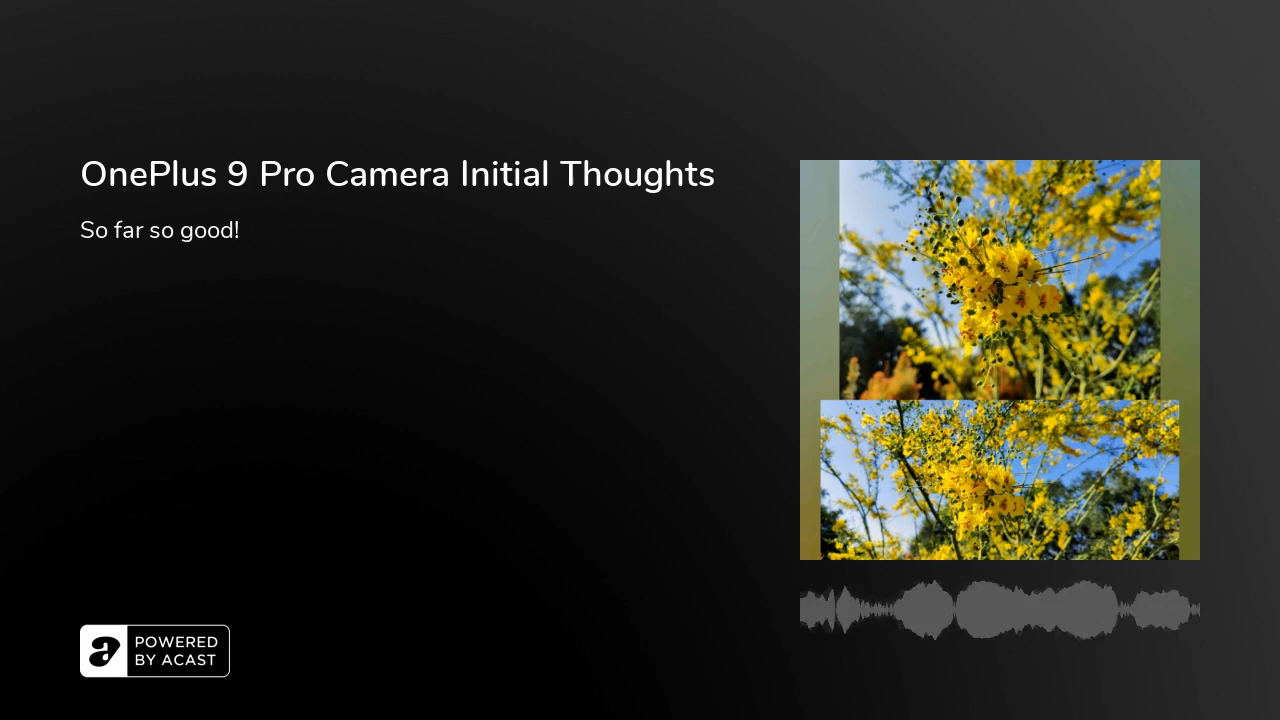 OnePlus 9 Pro Camera Initial Thoughts
So far so good!
a POWERED
BY ACAST